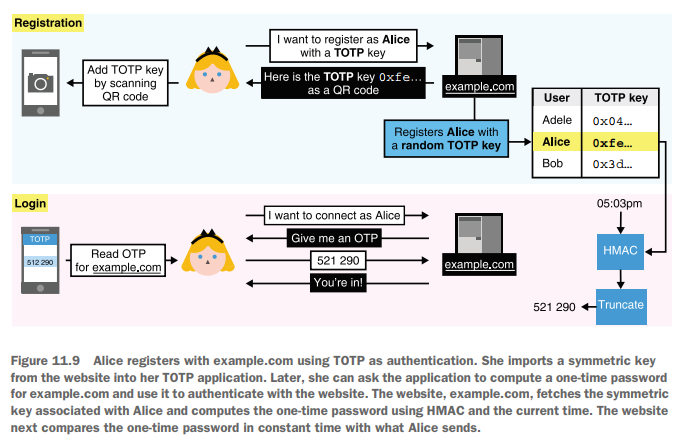 Registration
I want to register as Alice
with a TOTP key
Add TOTP key
by scanning
QR code
Here is the TOTP key 0xfe...
as a QR code
example.com
Registers Alice with
a random TOTP key
User TOTP key
Adele 0x04...
Alice 0xfe...
Bob 0x3d...
Login
TOTP
512 290
Read OTP
for example.com
I want to connect as Alice
Give me an OTP
521 290
You're in!
example.com
05:03pm
HMAC
Truncate
521 290
Figure 11.9 Alice registers with example.com using TOTP as authentication. She imports a symmetric key
from the website into her TOTP application. Later, she can ask the application to compute a one-time password
for example.com and use it to authenticate with the website. The website, example.com, fetches the symmetric
key associated with Alice and computes the one-time password using HMAC and the current time. The website
next compares the one-time password in constant time with what Alice sends.